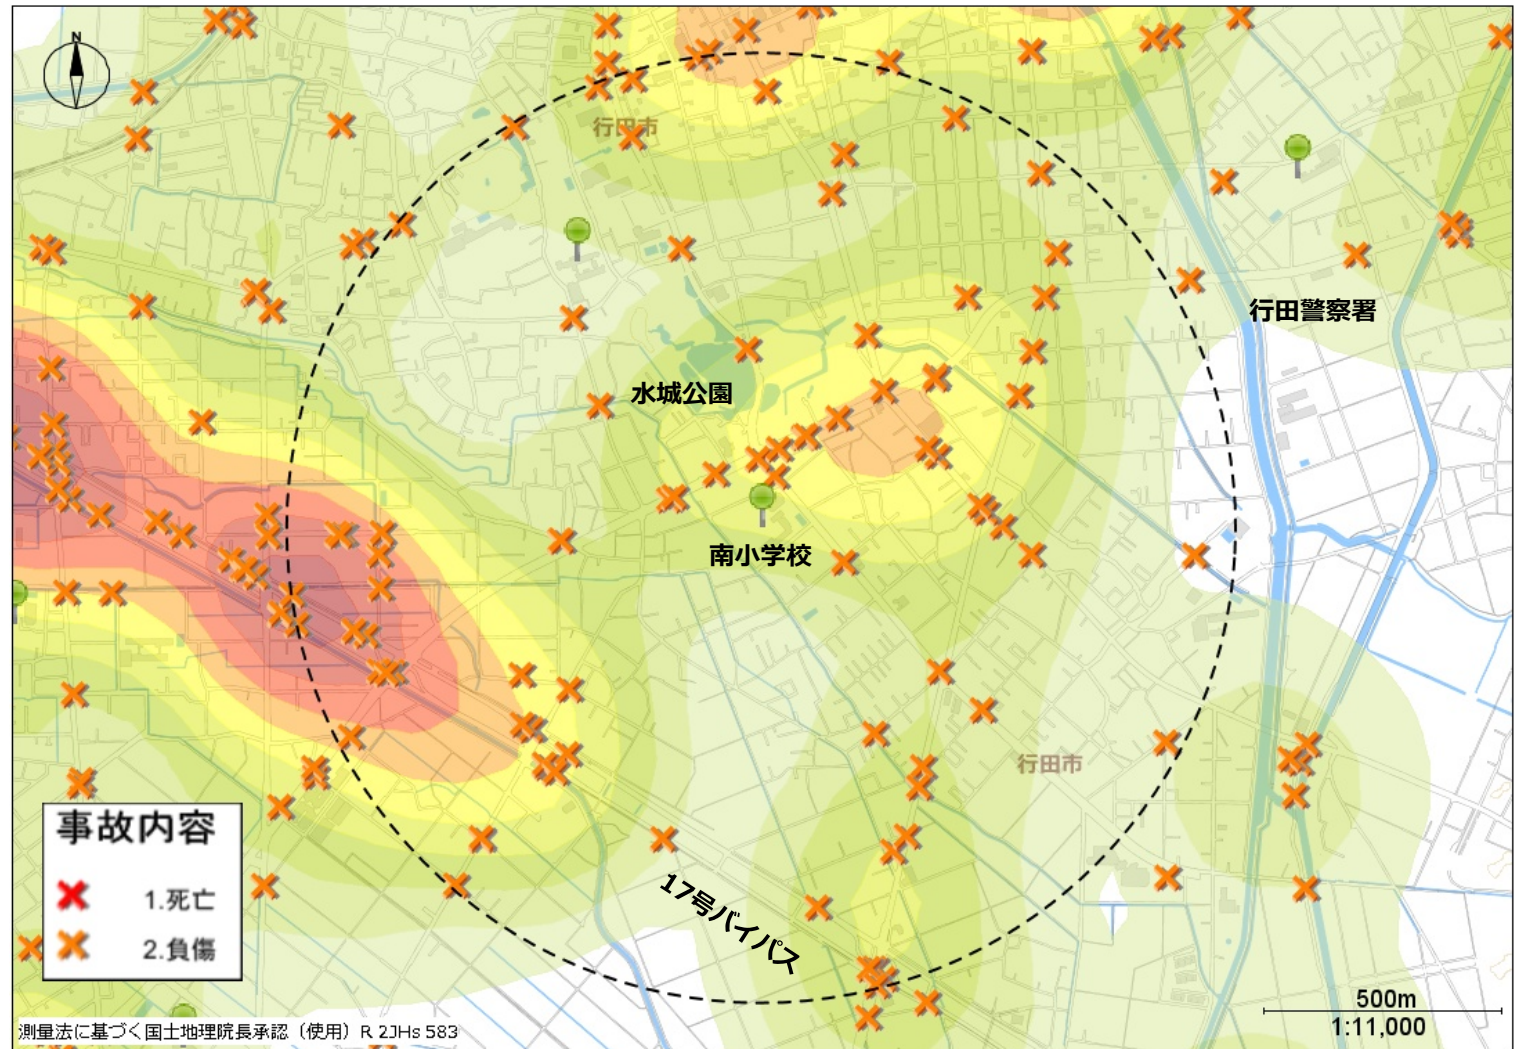 N
行田市
行田警察署
水城公園
南小学校
行田市
事故内容
1.死亡
2.負傷
17号バイパス
500m
1:11,000
測量法に基づく国土地理院長承認（使用）R 2JHs 583